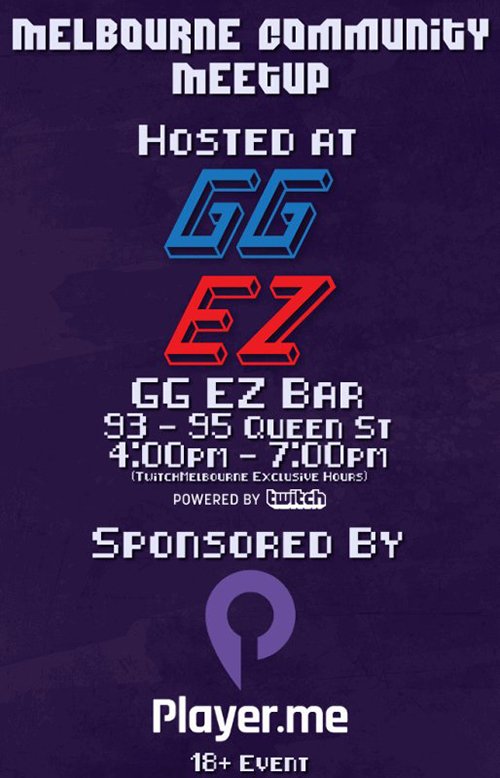 Melbourne Community
Meetup
Hosted at
GG
EZ
GG EZ Bar
93 - 95 Queen St
4:00pm - 7:00pm
(TwitchMelbourne Exclusive Hours)
POWERED BY twitch
Sponsored By
Player.me
18+ Event